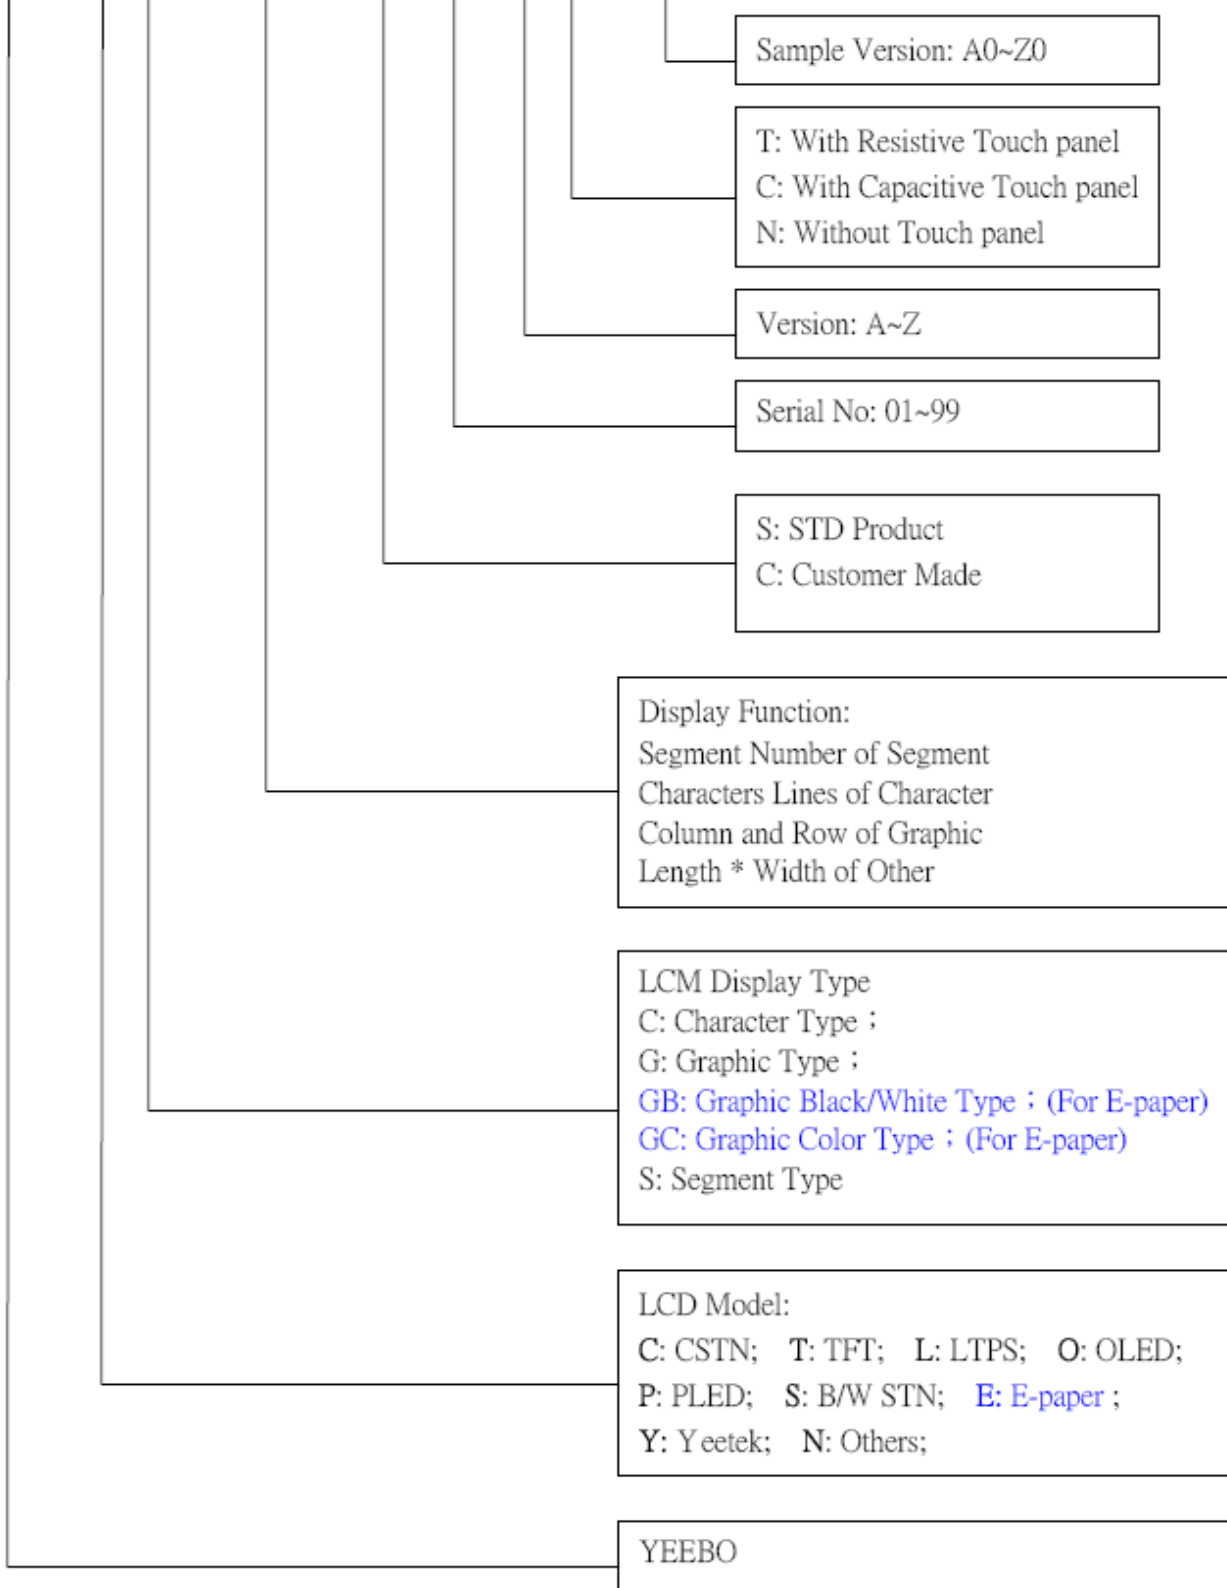 Sample Version: A0~Z0
T: With Resistive Touch panel
C: With Capacitive Touch panel
N: Without Touch panel
Version: A~Z
Serial No: 01~99
S: STD Product
C: Customer Made
Display Function:
Segment Number of Segment
Characters Lines of Character
Column and Row of Graphic
Length * Width of Other
LCM Display Type
C: Character Type；
G: Graphic Type；
GB: Graphic Black/White Type；(For E-paper)
GC: Graphic Color Type；(For E-paper)
S: Segment Type
LCD Model:
C: CSTN; T: TFT; L: LTPS; O: OLED;
P: PLED; S: B/W STN; E: E-paper ;
Y: Yeetek; N: Others;
YEEBO